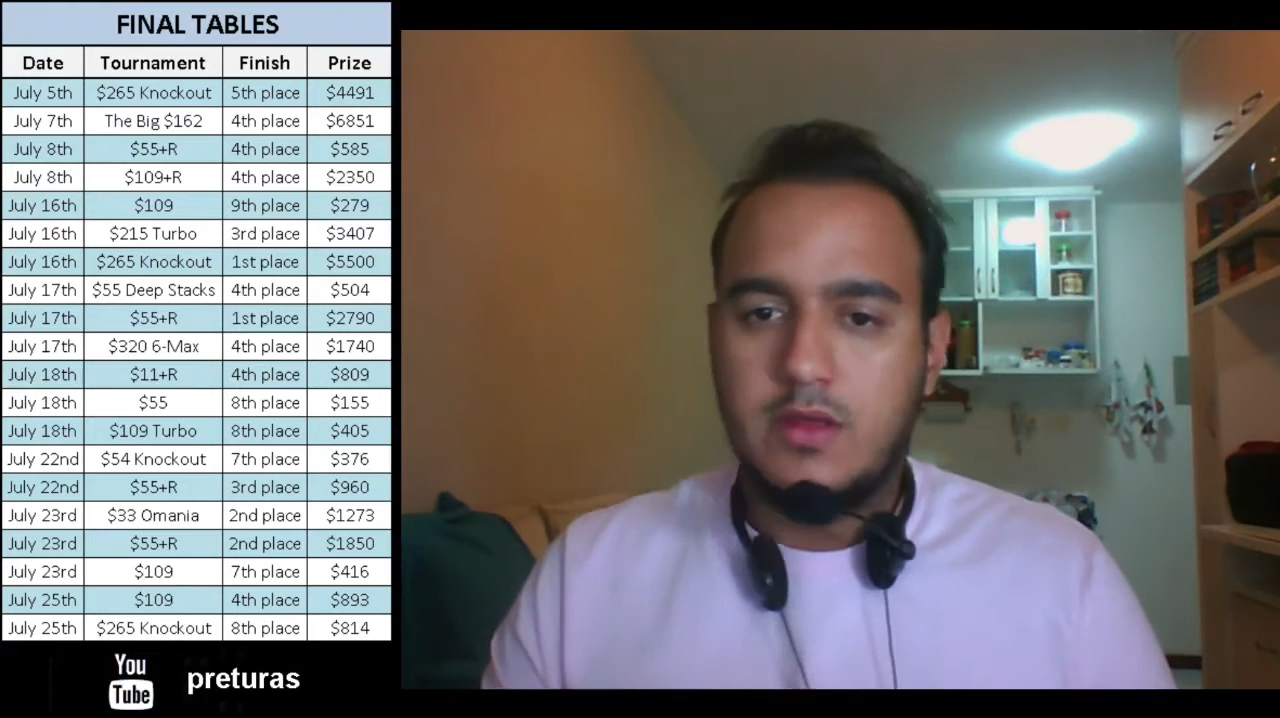 FINAL TABLES
Date Tournament Finish Prize
July 5th $265 Knockout 5th place $4491
July 7th The Big $162 4th place $6851
July 8th $55+R 4th place $585
July 8th $109+R 4th place $2350
July 16th $109 9th place $279
July 16th $215 Turbo 3rd place $3407
July 16th $265 Knockout 1st place $5500
July 17th $55 Deep Stacks 4th place $504
July 17th $55+R 1st place $2790
July 17th $320 6-Max 4th place $1740
July 18th $11+R 4th place $809
July 18th $55 8th place $155
July 18th $109 Turbo 8th place $405
July 22nd $54 Knockout 7th place $376
July 22nd $55+R 3rd place $960
July 23rd $33 Omania 2nd place $1273
July 23rd $55+R 2nd place $1850
July 23rd $109 7th place $416
July 25th $109 4th place $893
July 25th $265 Knockout 8th place $814
You
Tube
preturas